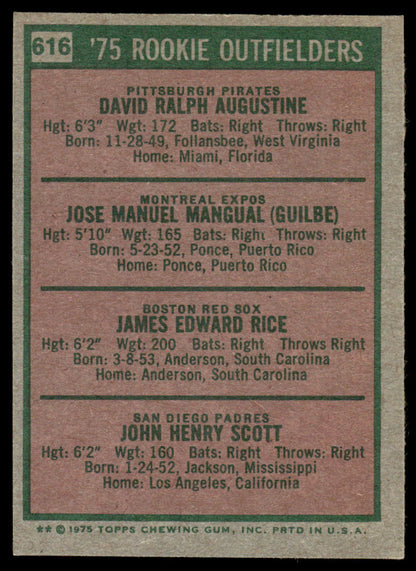 616 '75 ROOKIE OUTFIELDERS
PITTSBURGH PIRATES
DAVID RALPH AUGUSTINE
Hgt: 6'3" Wgt: 172 Bats: Right Throws: Right
Born: 11-28-49, Follansbee, West Virginia
Home: Miami, Florida
MONTREAL EXPOS
JOSE MANUEL MANGUAL (GUILBE)
Hgt: 5'10" Wgt: 165 Bats: Right Throws: Right
Born: 5-23-52, Ponce, Puerto Rico
Home: Ponce, Puerto Rico
BOSTON RED SOX
JAMES EDWARD RICE
Hgt: 6'2" Wgt: 200 Bats: Right Throws: Right
Born: 3-8-53, Anderson, South Carolina
Home: Anderson, South Carolina
SAN DIEGO PADRES
JOHN HENRY SCOTT
Hgt: 6'2" Wgt: 160 Bats: Right Throws: Right
Born: 1-24-52, Jackson, Mississippi
Home: Los Angeles, California
** © 1975 TOPPS CHEWING GUM, INC. PRTD IN U.S.A.